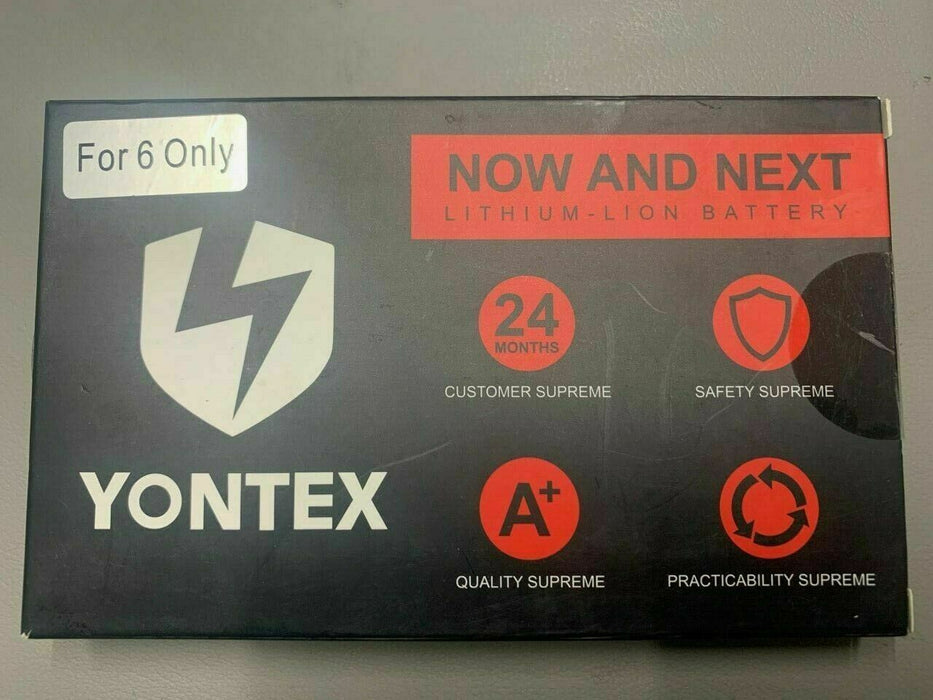 For 6 Only
NOW AND NEXT
LITHIUM-LION BATTERY
24
MONTHS
CUSTOMER SUPREME
SAFETY SUPREME
YONTEX
A+
QUALITY SUPREME
PRACTICABILITY SUPREME